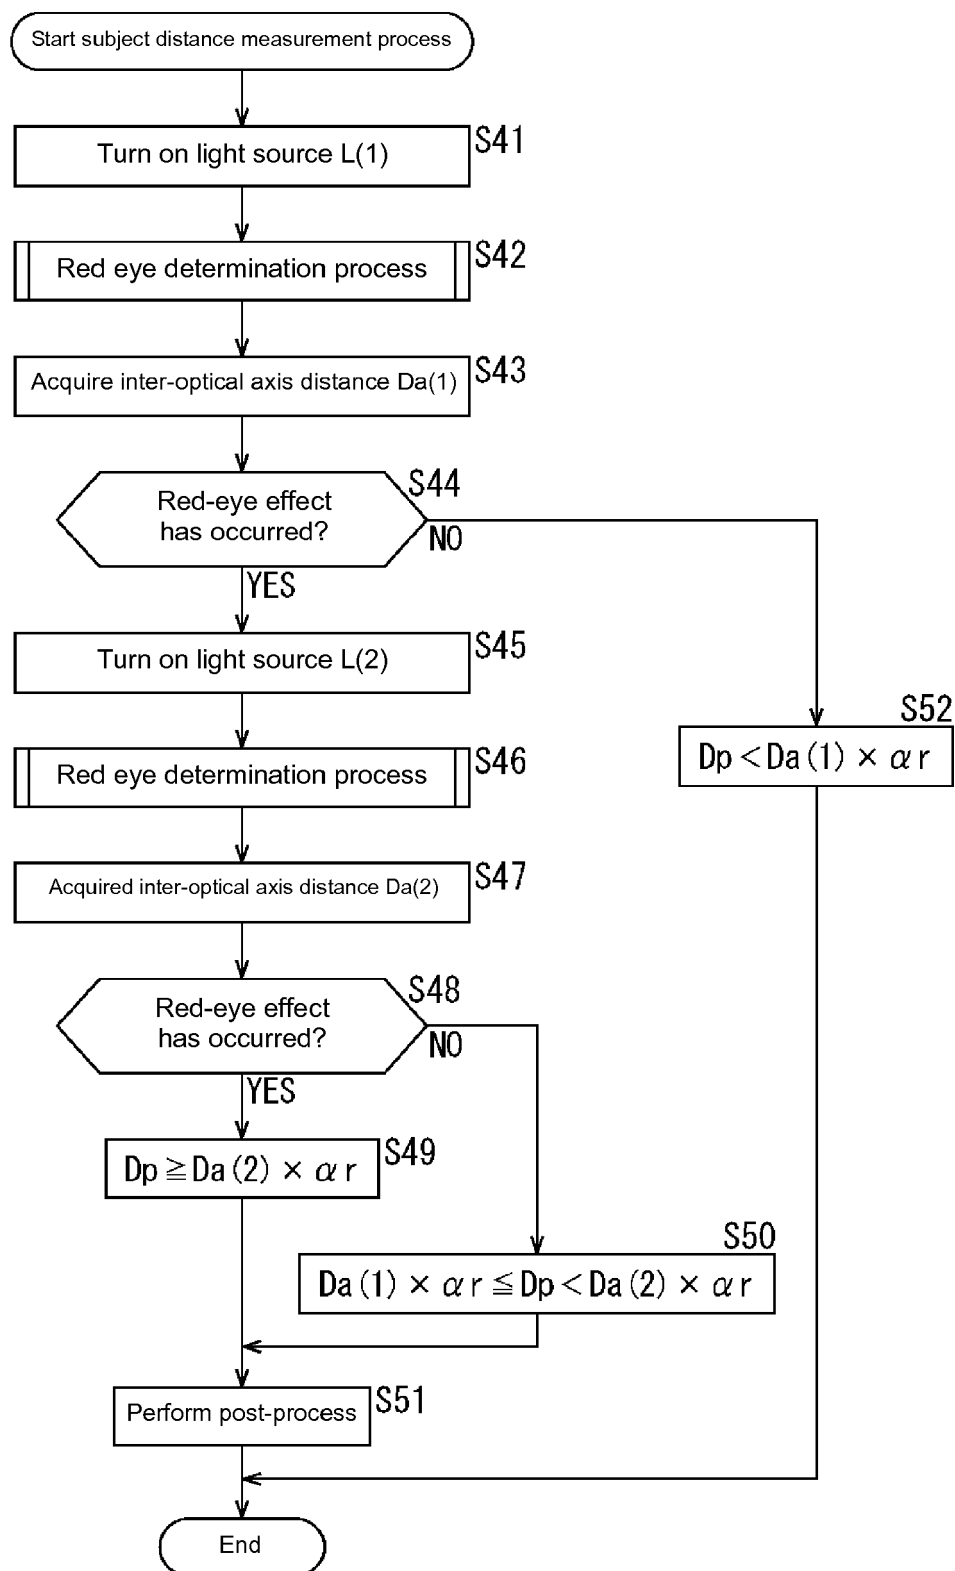 Start subject distance measurement process
S41
Turn on light source L(1)
S42
Red eye determination process
S43
Acquire inter-optical axis distance Da(1)
S44
Red-eye effect
has occurred?
NO
YES
S45
Turn on light source L(2)
S52
Dp<Da(1)×αr
S46
Red eye determination process
S47
Acquired inter-optical axis distance Da(2)
S48
Red-eye effect
has occurred?
NO
YES
S49
Dp≧Da(2)×αr
S50
Da(1)×αr≦Dp<Da(2)×αr
S51
Perform post-process
End